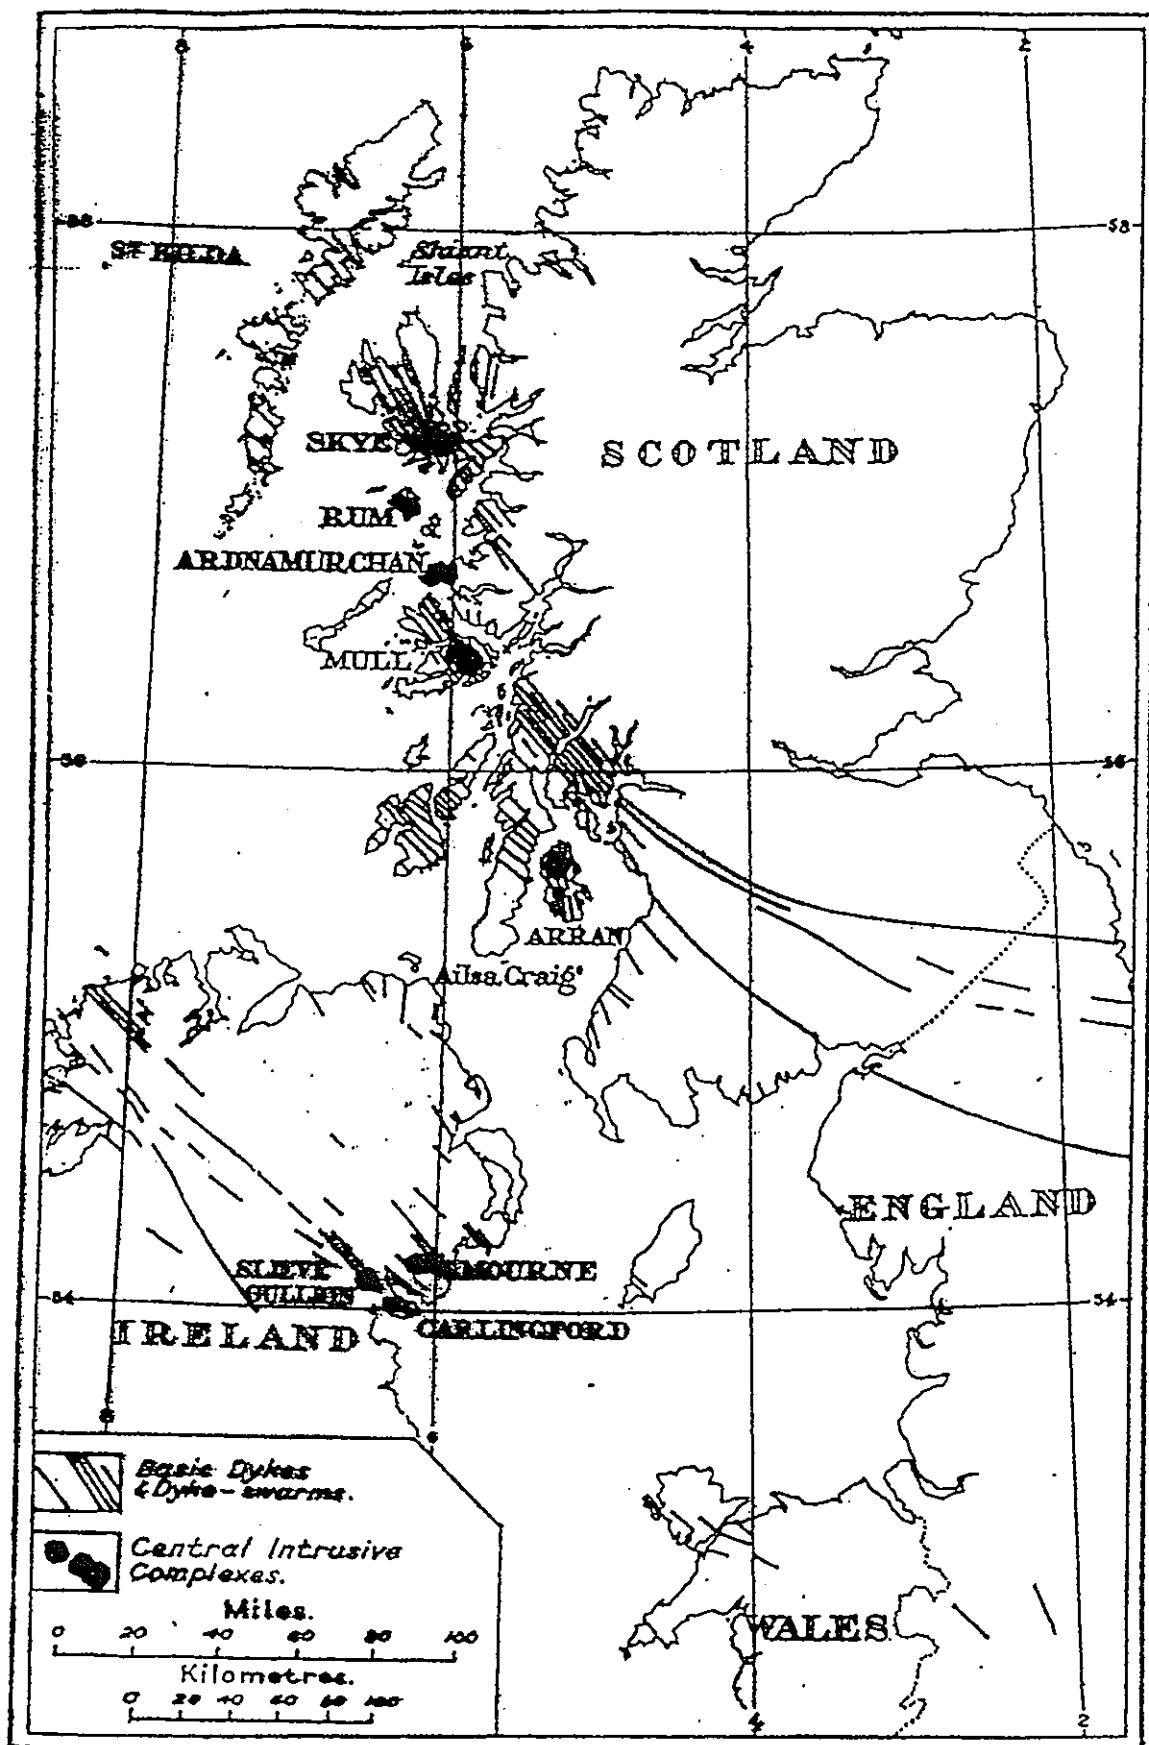 8 6 4 3 2
58 58
ST KILDA
Shiant
Isles
SKYE
SCOTLAND
RUM
ARDNAMURCHAN
MULL
56 56
ARRAN
Ailsa Craig
ENGLAND
SLIEVE
GULLION
MOURNE
54 54
IRELAND
CARLINGFORD
8 6
Basic Dykes
& Dyke-swarms.
Central Intrusive
Complexes.
Miles.
0 20 40 60 80 100
Kilometres.
0 20 40 60 80 100
WALES
4 2